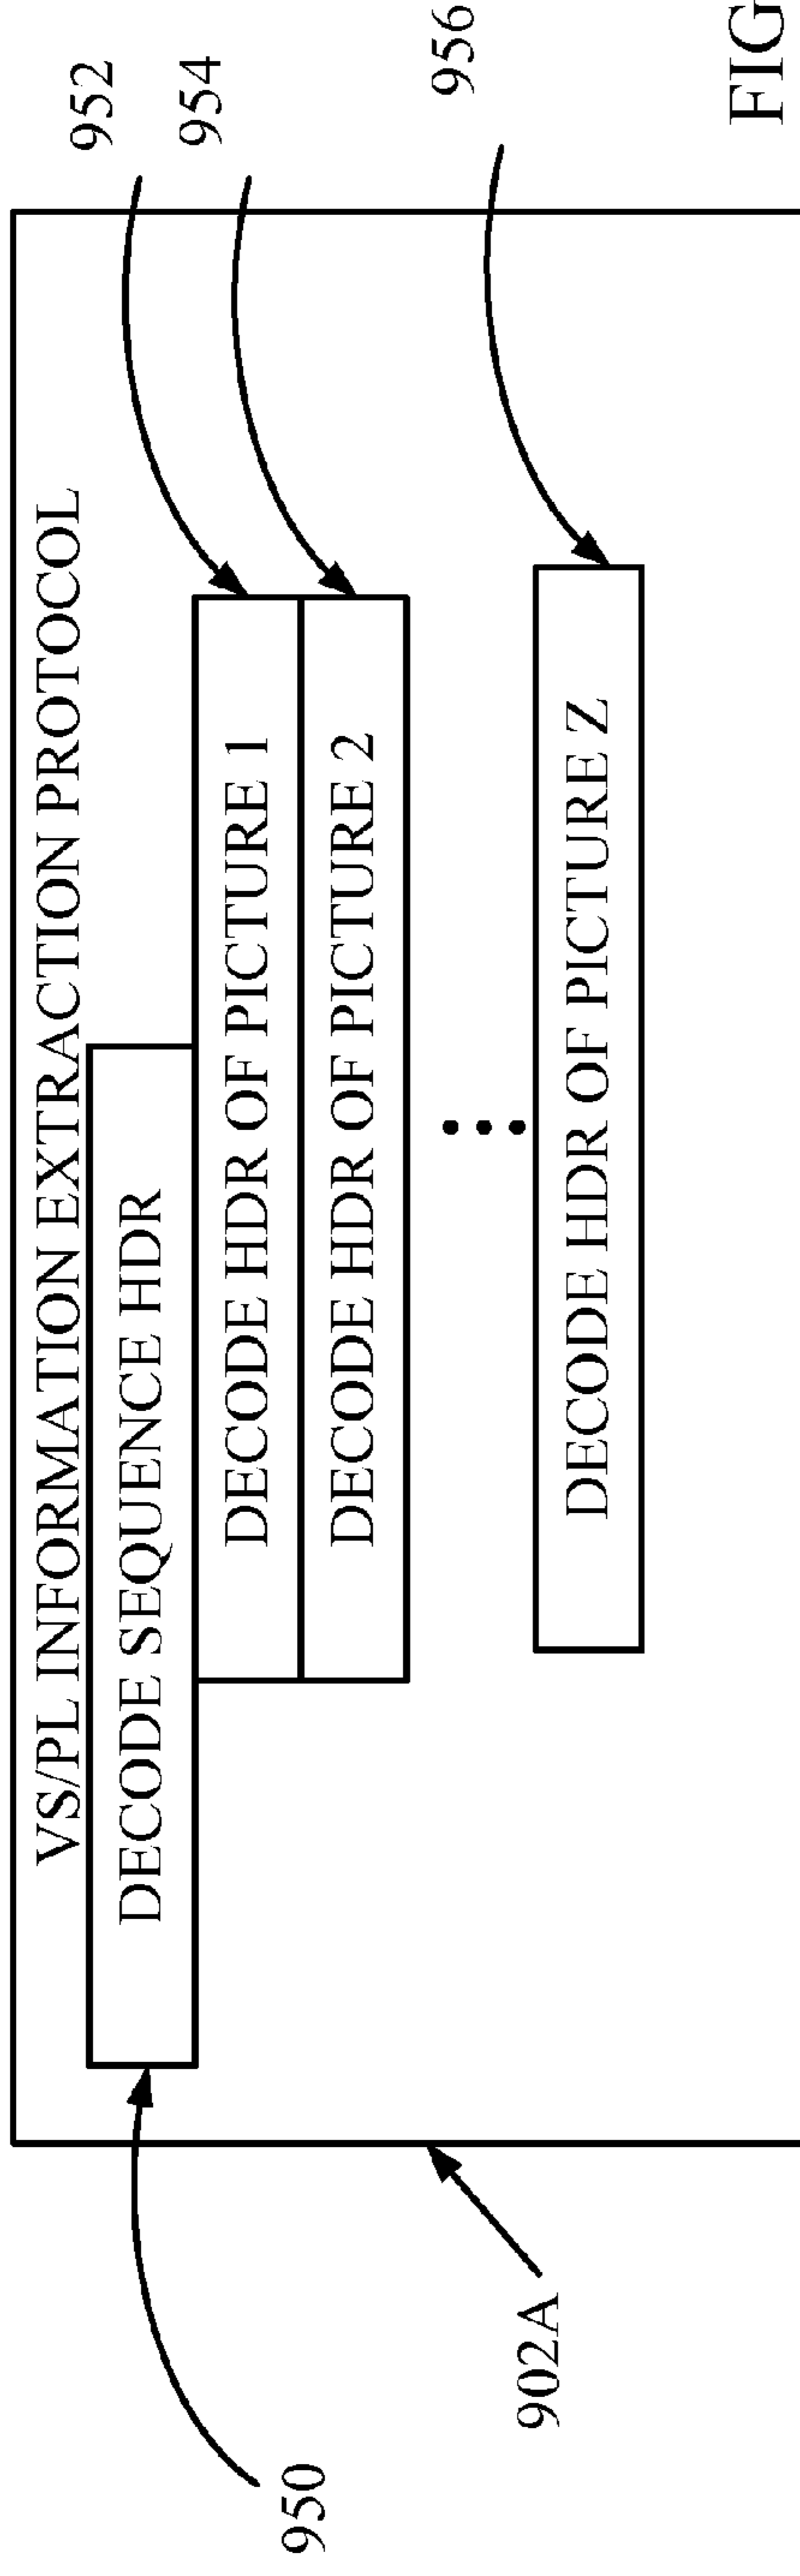 VS/PL INFORMATION EXTRACTION PROTOCOL
950
DECODE SEQUENCE HDR
952
DECODE HDR OF PICTURE 1
954
DECODE HDR OF PICTURE 2
956
DECODE HDR OF PICTURE Z
902A
FIG